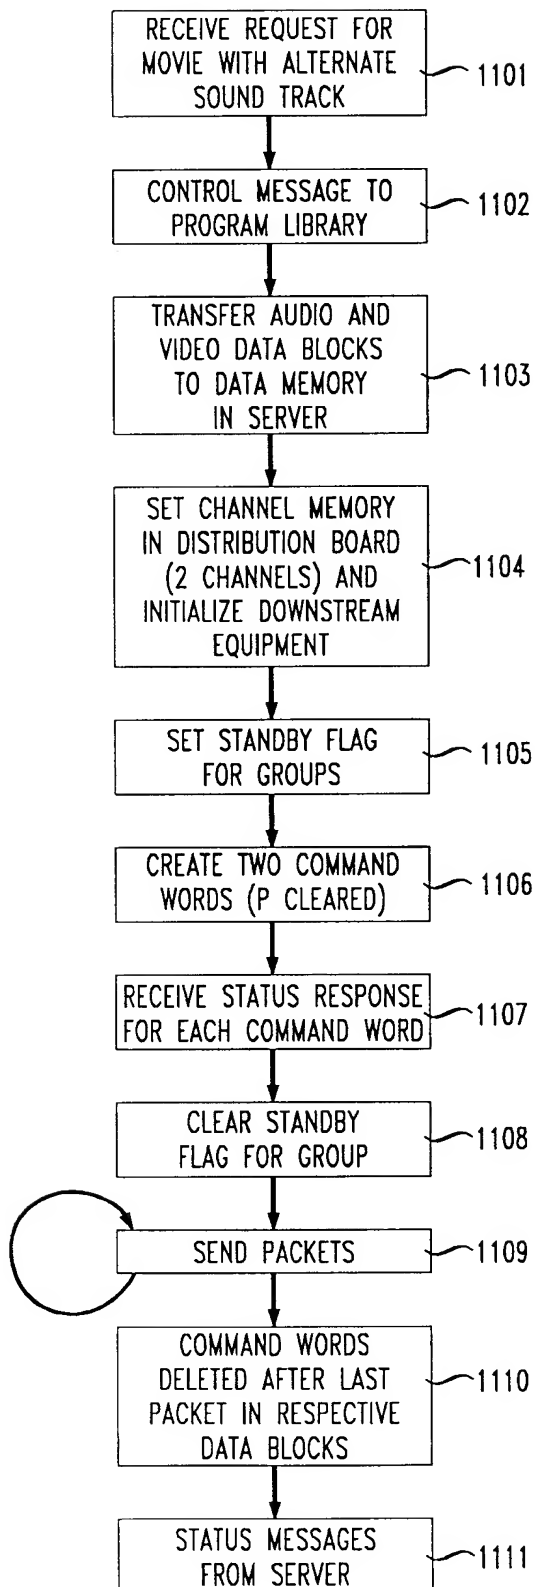 RECEIVE REQUEST FOR
MOVIE WITH ALTERNATE
SOUND TRACK
1101
CONTROL MESSAGE TO
PROGRAM LIBRARY
1102
TRANSFER AUDIO AND
VIDEO DATA BLOCKS
TO DATA MEMORY
IN SERVER
1103
SET CHANNEL MEMORY
IN DISTRIBUTION BOARD
(2 CHANNELS) AND
INITIALIZE DOWNSTREAM
EQUIPMENT
1104
SET STANDBY FLAG
FOR GROUPS
1105
CREATE TWO COMMAND
WORDS (P CLEARED)
1106
RECEIVE STATUS RESPONSE
FOR EACH COMMAND WORD
1107
CLEAR STANDBY
FLAG FOR GROUP
1108
SEND PACKETS
1109
COMMAND WORDS
DELETED AFTER LAST
PACKET IN RESPECTIVE
DATA BLOCKS
1110
STATUS MESSAGES
FROM SERVER
1111